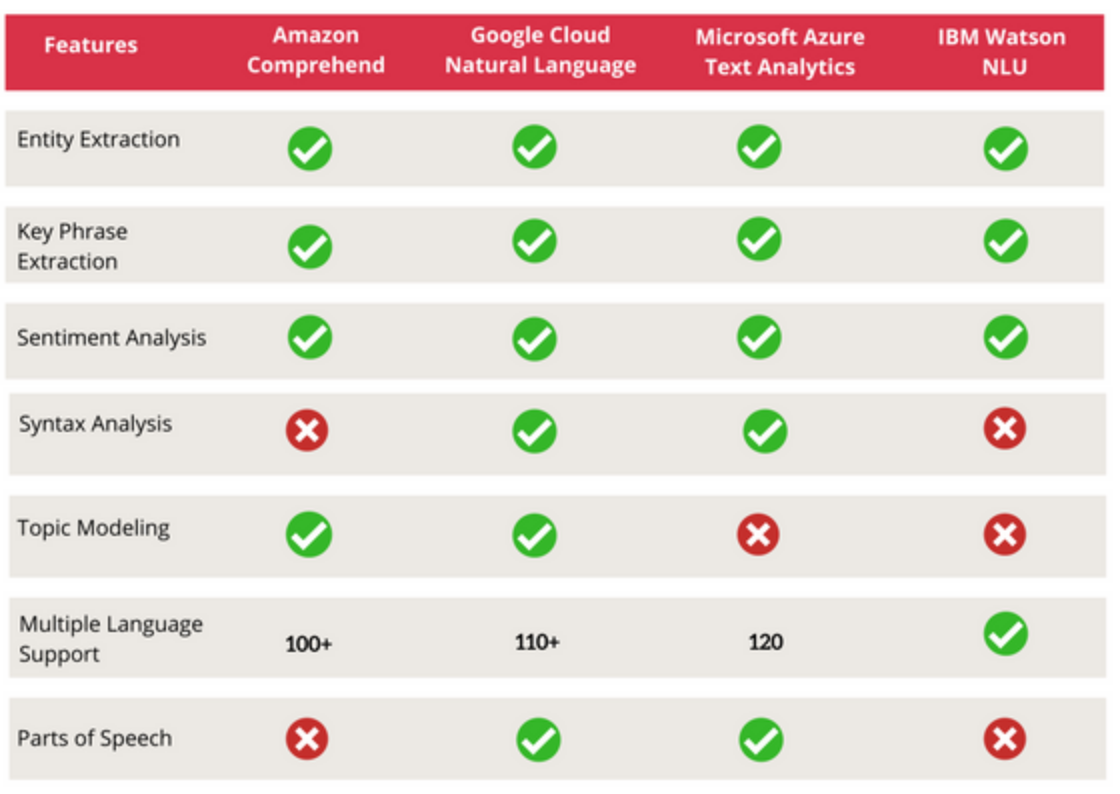 Features
Amazon
Comprehend
Google Cloud
Natural Language
Microsoft Azure
Text Analytics
IBM Watson
NLU
Entity Extraction
Key Phrase
Extraction
Sentiment Analysis
Syntax Analysis
Topic Modeling
Multiple Language
Support
100+
110+
120
Parts of Speech